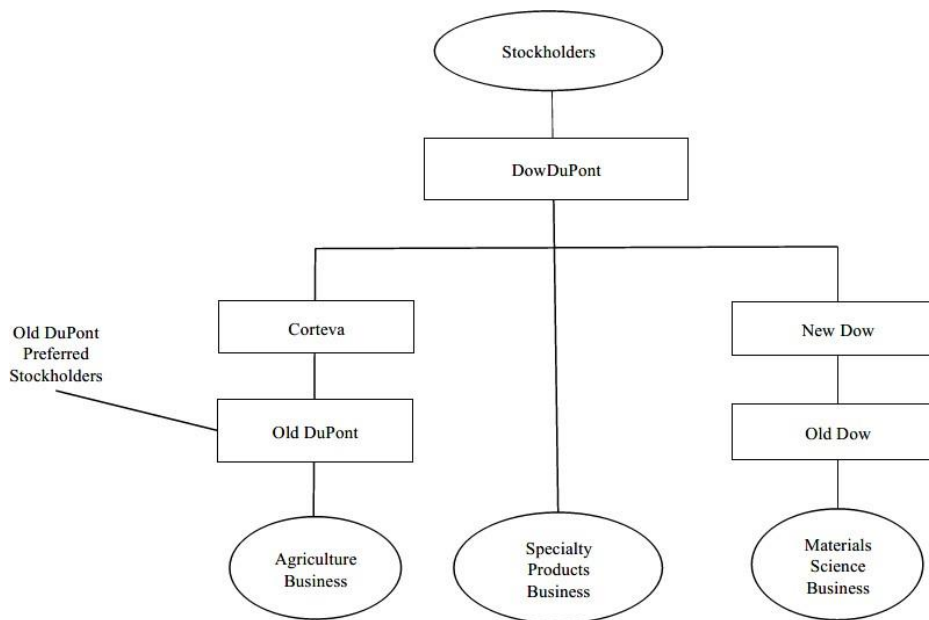 Stockholders
DowDuPont
Corteva
New Dow
Old DuPont
Preferred
Stockholders
Old DuPont
Old Dow
Agriculture
Business
Specialty
Products
Business
Materials
Science
Business